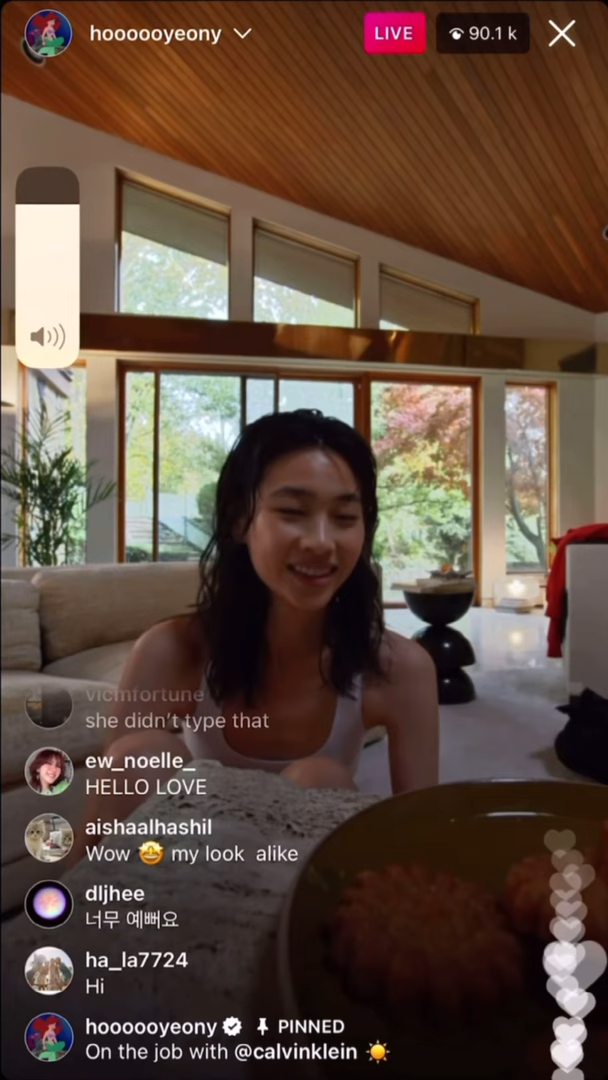 hoooooyeony
LIVE
90.1 k
vicmfortune
she didn't type that
ew_noelle_
HELLO LOVE
aishaalhashil
Wow 🤩 my look alike
dljhee
너무 예뻐요
ha_la7724
Hi
hoooooyeony PINNED
On the job with @calvinklein ☀️